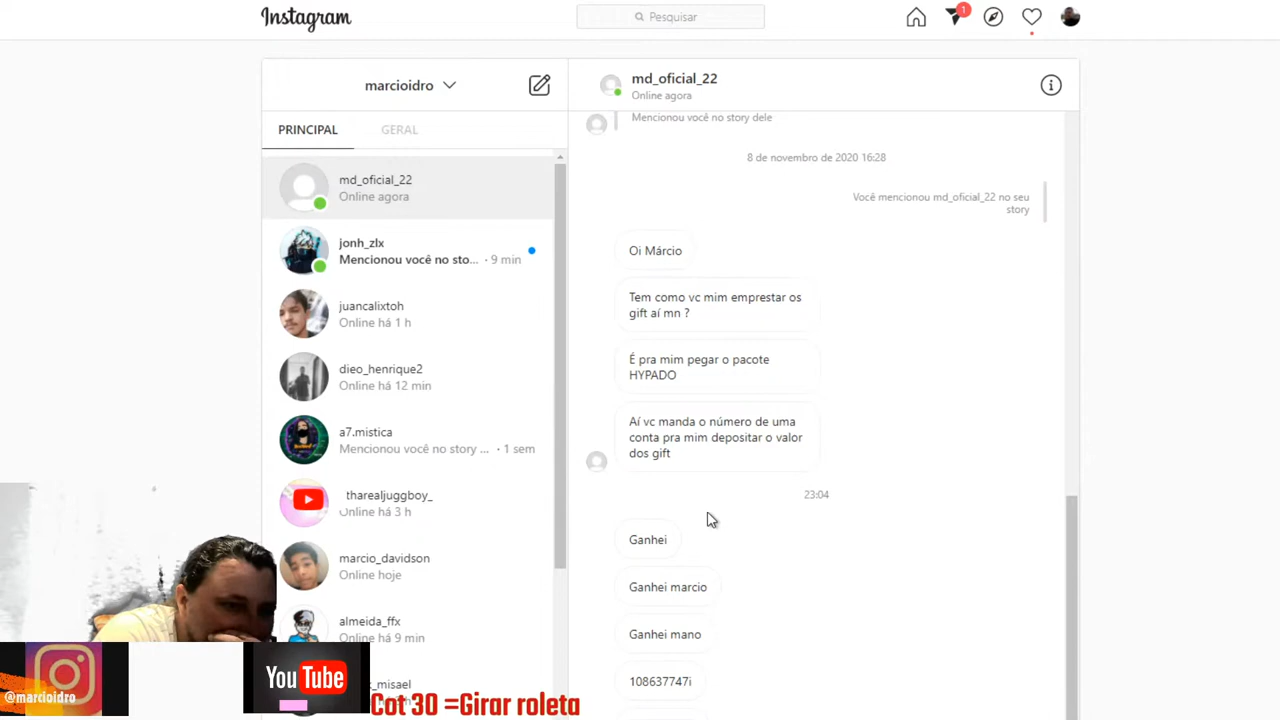 Instagram
Pesquisar
1
marcioidro
md_oficial_22
Online agora
PRINCIPAL
GERAL
md_oficial_22
Online agora
jonh_zlx
Mencionou você no sto... · 9 min
juancalixtoh
Online há 1 h
dieo_henrique2
Online há 12 min
a7.mistica
Mencionou você no story ... · 1 sem
tharealjuggboy_
Online há 3 h
marcio_davidson
Online hoje
almeida_ffx
Online há 9 min
_misael
Mencionou você no story dele
8 de novembro de 2020 16:28
Você mencionou md_oficial_22 no seu
story
Oi Márcio
Tem como vc mim emprestar os
gift aí mn ?
É pra mim pegar o pacote
HYPADO
Aí vc manda o número de uma
conta pra mim depositar o valor
dos gift
23:04
Ganhei
Ganhei marcio
Ganhei mano
108637747i
@marcioidro
YouTube
Cot 30 =Girar roleta